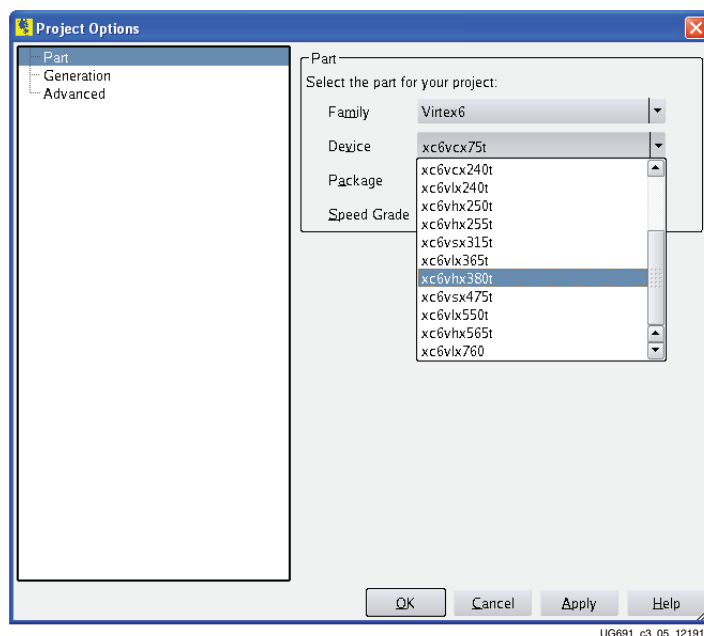 Project Options
Part
Generation
Advanced
Part
Select the part for your project:
Family Virtex6
Device xc6vcx75t
Package
Speed Grade
xc6vcx240t
xc6vlx240t
xc6vhx250t
xc6vhx255t
xc6vsx315t
xc6vlx365t
xc6vhx380t
xc6vsx475t
xc6vlx550t
xc6vhx565t
xc6vlx760
OK Cancel Apply Help
UG691_c3_05_12191